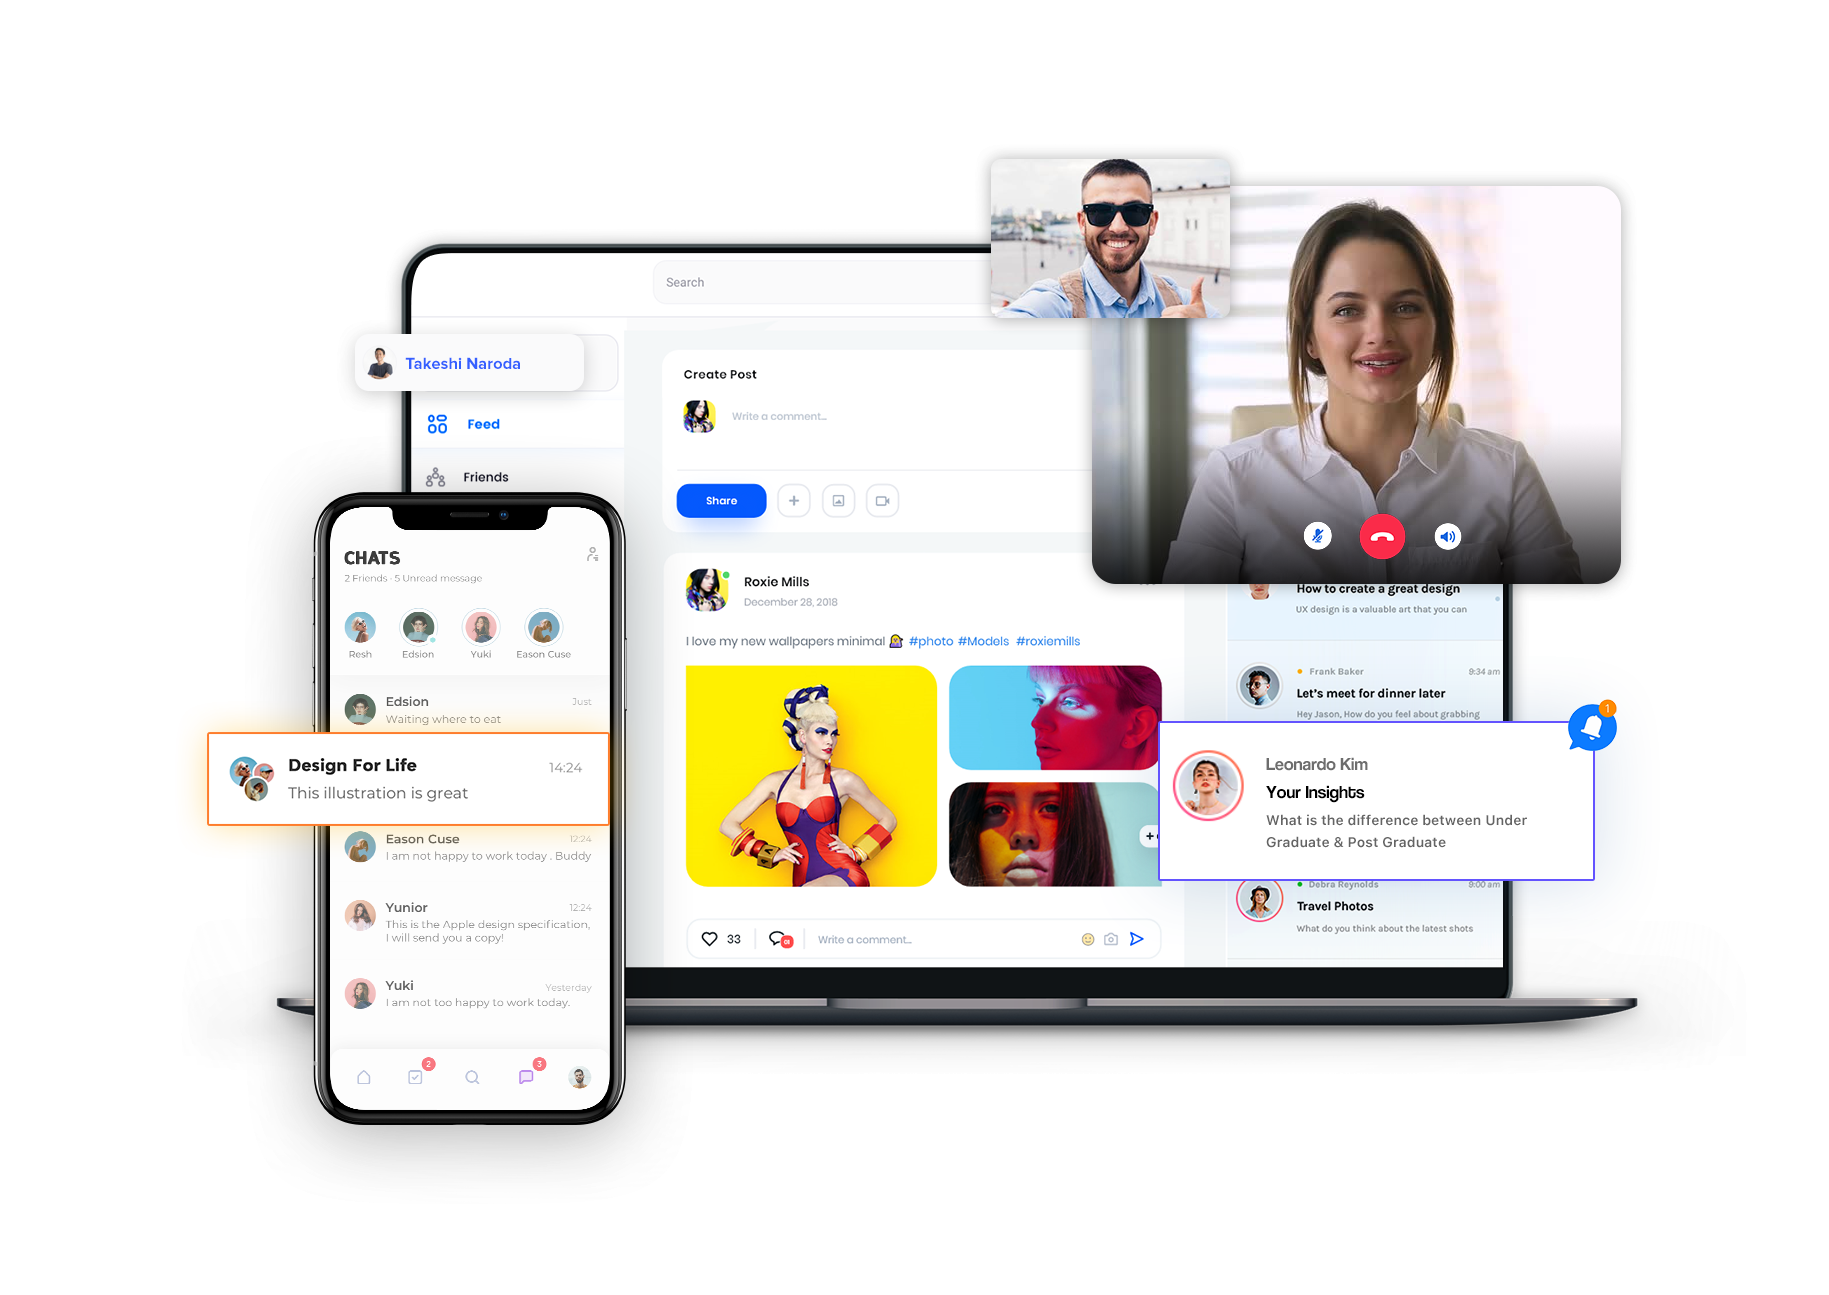 Search
Takeshi Naroda
Feed
Friends
Create Post
Write a comment...
Share
Roxie Mills
December 28, 2018
I love my new wallpapers minimal #photo #Models #roxiemills
33
Write a comment...
How to create a great design
UX design is a valuable art that you can
Frank Baker
9:34 am
Let's meet for dinner later
Hey Jason, How do you feel about grabbing
1
Leonardo Kim
Your Insights
What is the difference between Under
Graduate & Post Graduate
Debra Reynolds
9:00 am
Travel Photos
What do you think about the latest shots
CHATS
2 Friends · 5 Unread message
Resh
Edsion
Yuki
Eason Cuse
Edsion
Just
Waiting where to eat
Design For Life
14:24
This illustration is great
Eason Cuse
12:24
I am not happy to work today . Buddy
Yunior
12:24
This is the Apple design specification,
I will send you a copy!
Yuki
Yesterday
I am not too happy to work today.
2
3